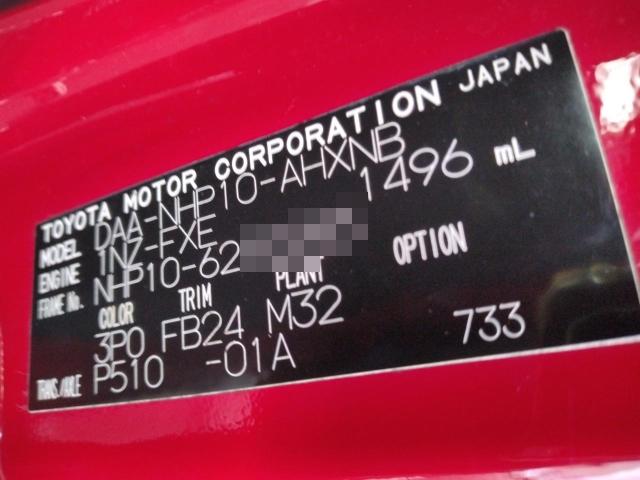 TOYOTA MOTOR CORPORATION JAPAN
MODEL DAA-NHP10-AHXNB
ENGINE 1NZ-FXE 1496 mL
FRAME No. NHP10-62
COLOR TRIM PLANT OPTION
3P0 FB24 M32
TRANS./AXLE P510 -01A 733